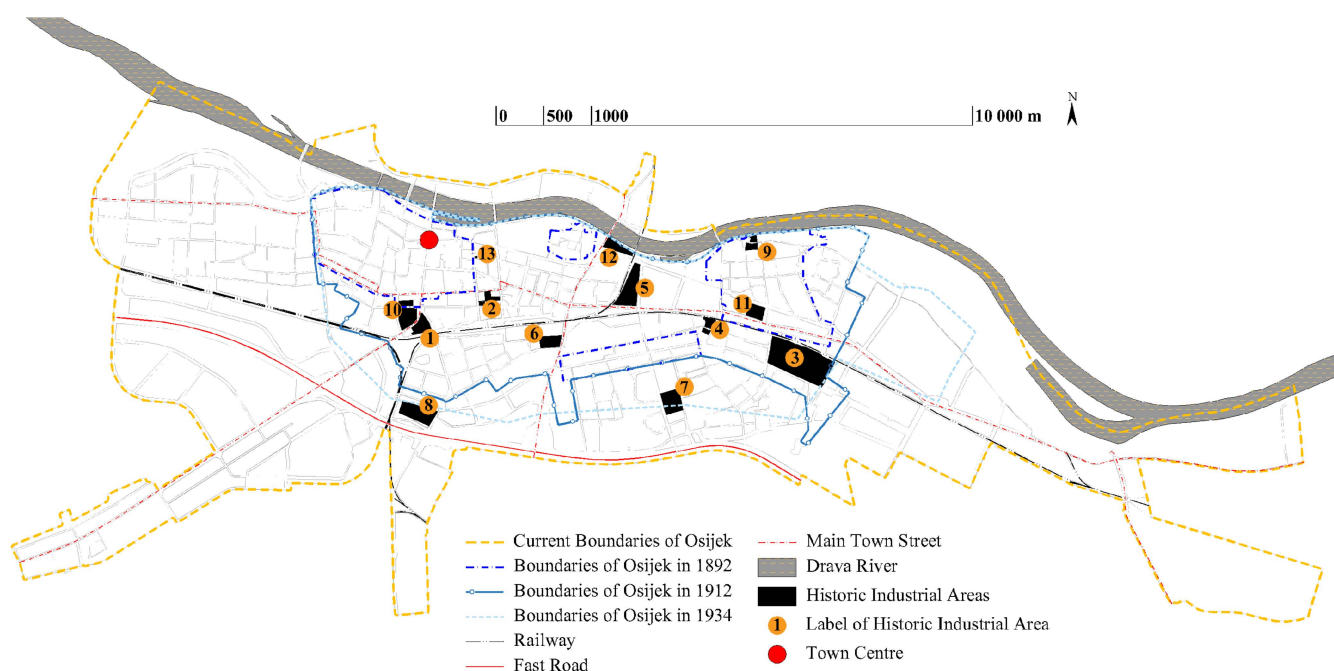 0 500 1000 10 000 m
N
13
9
12
5
10
2
11
1
6
4
3
7
8
Current Boundaries of Osijek
Boundaries of Osijek in 1892
Boundaries of Osijek in 1912
Boundaries of Osijek in 1934
Railway
Fast Road
Main Town Street
Drava River
Historic Industrial Areas
1 Label of Historic Industrial Area
Town Centre